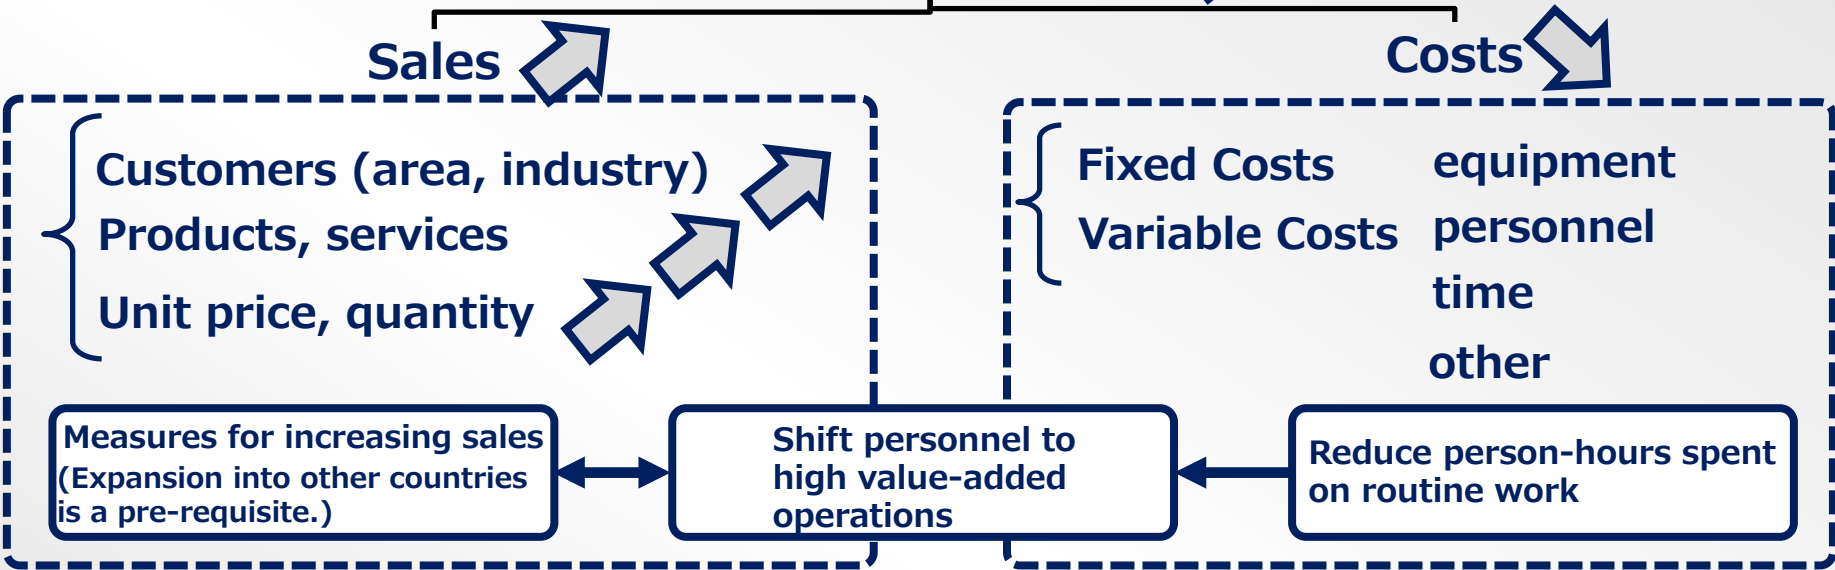 Sales
Customers (area, industry)
Products, services
Unit price, quantity
Measures for increasing sales
(Expansion into other countries
is a pre-requisite.)
Shift personnel to
high value-added
operations
Costs
Fixed Costs
Variable Costs
equipment
personnel
time
other
Reduce person-hours spent
on routine work